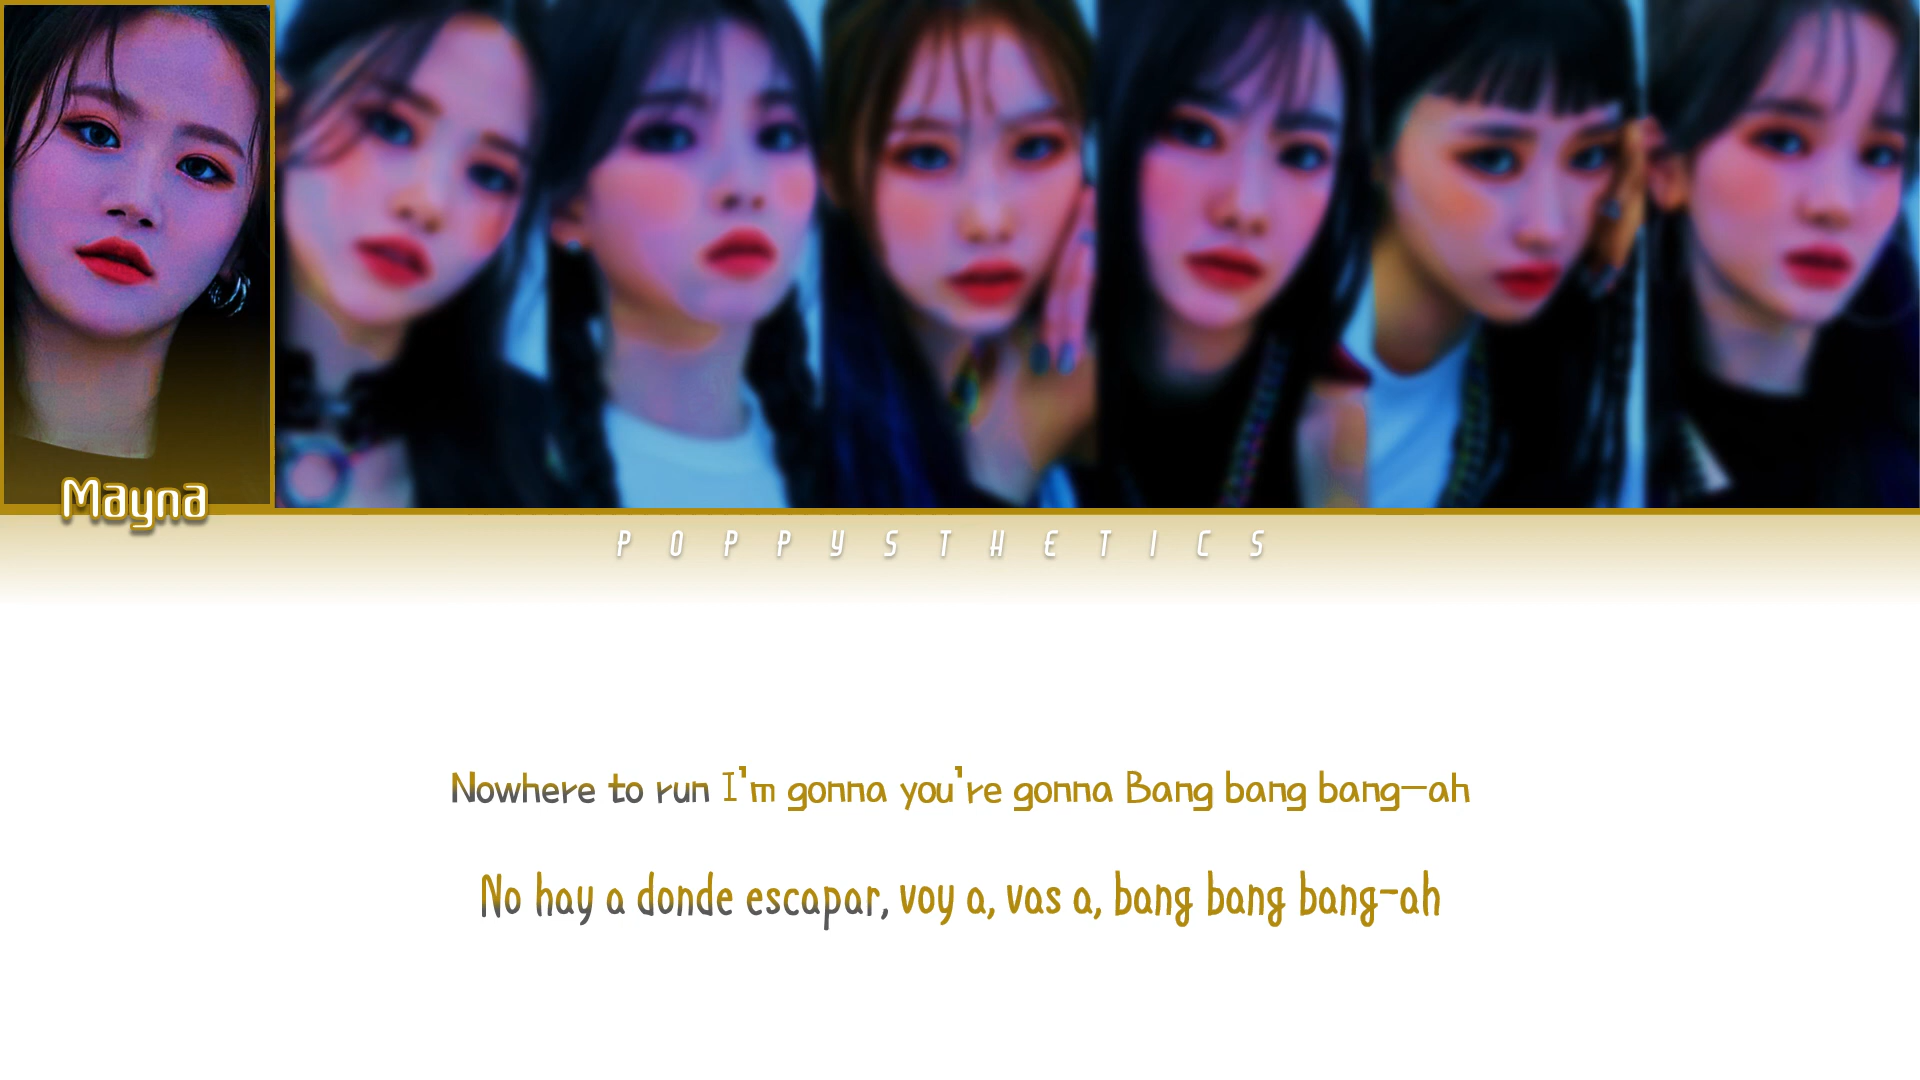 Mayna
POPPYSTHETICS
Nowhere to run I'm gonna you're gonna Bang bang bang-ah
No hay a donde escapar, voy a, vas a, bang bang bang-ah